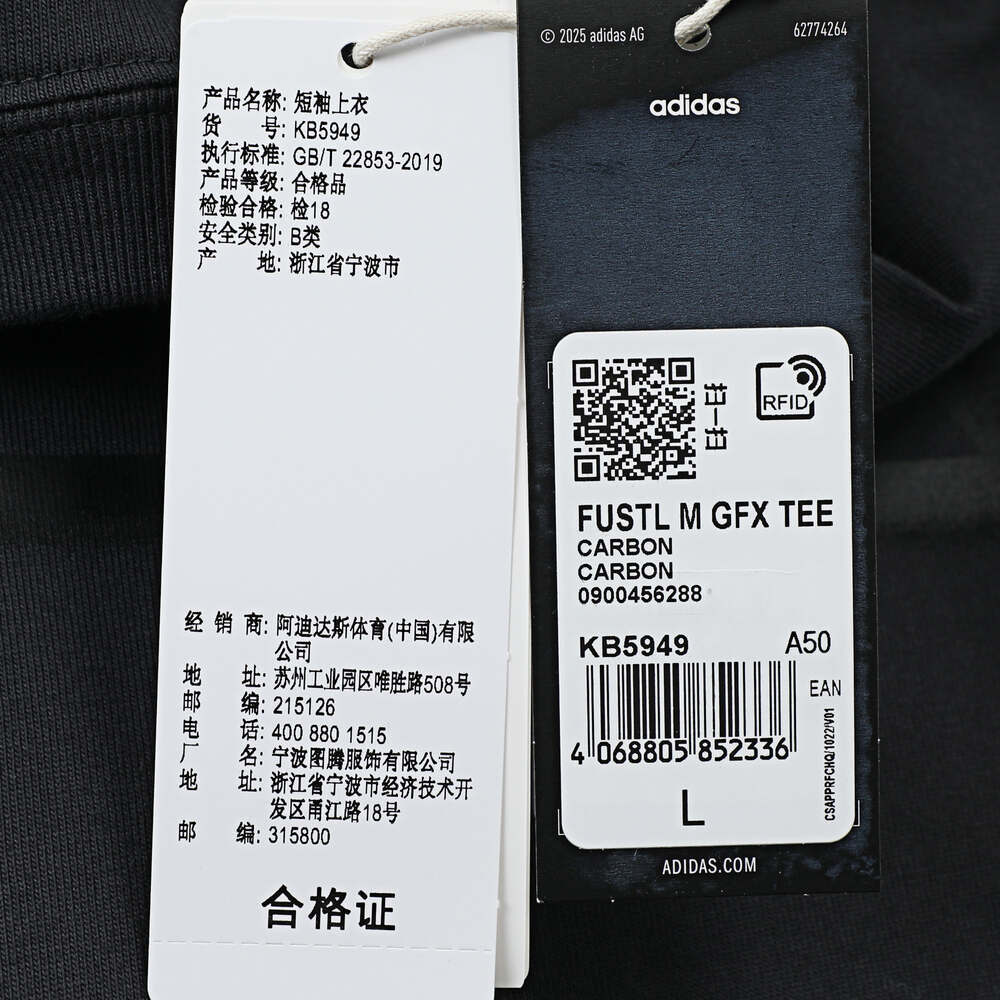 产品名称: 短袖上衣
货 号: KB5949
执行标准: GB/T 22853-2019
产品等级: 合格品
检验合格: 检18
安全类别: B类
产 地: 浙江省宁波市
经 销 商: 阿迪达斯体育(中国)有限
公司
地 址: 苏州工业园区唯胜路508号
邮 编: 215126
电 话: 400 880 1515
厂 名: 宁波图腾服饰有限公司
地 址: 浙江省宁波市经济技术开
发区甬江路18号
邮 编: 315800
合格证
© 2025 adidas AG
62774264
adidas
扫一扫
RFID
FUSTL M GFX TEE
CARBON
CARBON
0900456288
KB5949 A50
EAN
4 068805 852336
CSAPPRFCHQ/1022/V01
L
ADIDAS.COM